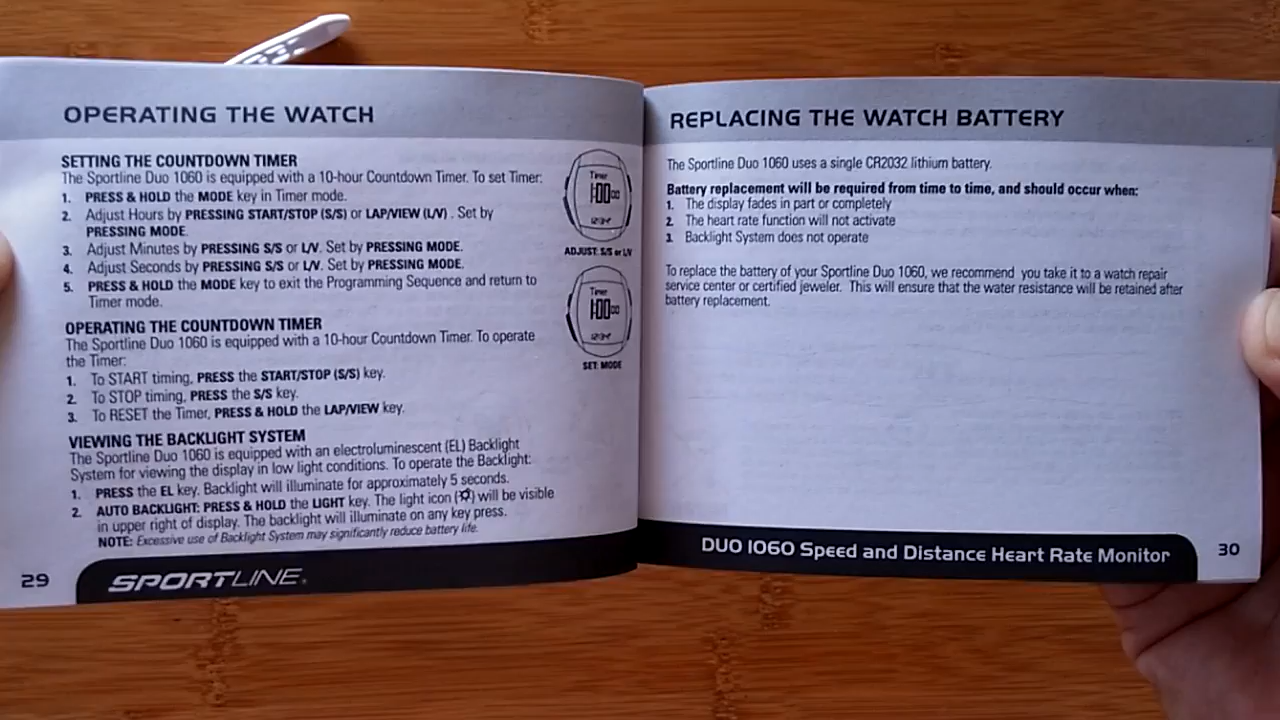 OPERATING THE WATCH
SETTING THE COUNTDOWN TIMER
The Sportline Duo 1060 is equipped with a 10-hour Countdown Timer. To set Timer:
1. PRESS & HOLD the MODE key in Timer mode.
2. Adjust Hours by PRESSING START/STOP (S/S) or LAP/VIEW (L/V) . Set by
PRESSING MODE.
3. Adjust Minutes by PRESSING S/S or L/V. Set by PRESSING MODE.
4. Adjust Seconds by PRESSING S/S or L/V. Set by PRESSING MODE.
5. PRESS & HOLD the MODE key to exit the Programming Sequence and return to
Timer mode.
OPERATING THE COUNTDOWN TIMER
The Sportline Duo 1060 is equipped with a 10-hour Countdown Timer. To operate
the Timer:
1. To START timing, PRESS the START/STOP (S/S) key.
2. To STOP timing, PRESS the S/S key.
3. To RESET the Timer, PRESS & HOLD the LAP/VIEW key.
VIEWING THE BACKLIGHT SYSTEM
The Sportline Duo 1060 is equipped with an electroluminescent (EL) Backlight
System for viewing the display in low light conditions. To operate the Backlight:
1. PRESS the EL key. Backlight will illuminate for approximately 5 seconds.
2. AUTO BACKLIGHT: PRESS & HOLD the LIGHT key. The light icon ( ) will be visible
in upper right of display. The backlight will illuminate on any key press.
NOTE: Excessive use of Backlight System may significantly reduce battery life.
Timer
1:0000
ADJUST: S/S or L/V
Timer
1:0000
SET: MODE
29
SPORTLINE.
REPLACING THE WATCH BATTERY
The Sportline Duo 1060 uses a single CR2032 lithium battery.
Battery replacement will be required from time to time, and should occur when:
1. The display fades in part or completely
2. The heart rate function will not activate
3. Backlight System does not operate
To replace the battery of your Sportline Duo 1060, we recommend you take it to a watch repair
service center or certified jeweler. This will ensure that the water resistance will be retained after
battery replacement.
DUO 1060 Speed and Distance Heart Rate Monitor
30